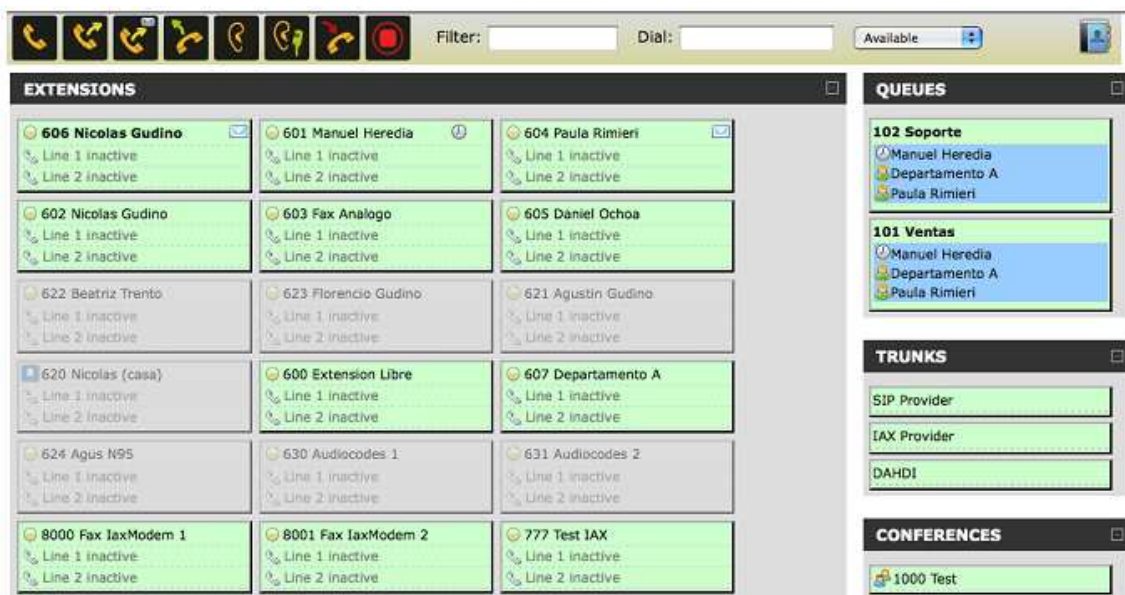 Filter:
Dial:
Available
EXTENSIONS
606 Nicolas Gudino
Line 1 inactive
Line 2 inactive
601 Manuel Heredia
Line 1 inactive
Line 2 inactive
604 Paula Rimieri
Line 1 inactive
Line 2 inactive
602 Nicolas Gudino
Line 1 inactive
Line 2 inactive
603 Fax Analogo
Line 1 inactive
Line 2 inactive
605 Daniel Ochoa
Line 1 inactive
Line 2 inactive
622 Beatriz Trento
Line 1 inactive
Line 2 inactive
623 Florencio Gudino
Line 1 inactive
Line 2 inactive
621 Agustin Gudino
Line 1 inactive
Line 2 inactive
620 Nicolas (casa)
Line 1 inactive
Line 2 inactive
600 Extension Libre
Line 1 inactive
Line 2 inactive
607 Departamento A
Line 1 inactive
Line 2 inactive
624 Agus N95
Line 1 inactive
Line 2 inactive
630 Audiocodes 1
Line 1 inactive
Line 2 inactive
631 Audiocodes 2
Line 1 inactive
Line 2 inactive
8000 Fax IaxModem 1
Line 1 inactive
Line 2 inactive
8001 Fax IaxModem 2
Line 1 inactive
Line 2 inactive
777 Test IAX
Line 1 inactive
Line 2 inactive
QUEUES
102 Soporte
Manuel Heredia
Departamento A
Paula Rimieri
101 Ventas
Manuel Heredia
Departamento A
Paula Rimieri
TRUNKS
SIP Provider
IAX Provider
DAHDI
CONFERENCES
1000 Test